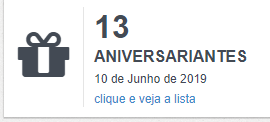 13
ANIVERSARIANTES
10 de Junho de 2019
clique e veja a lista